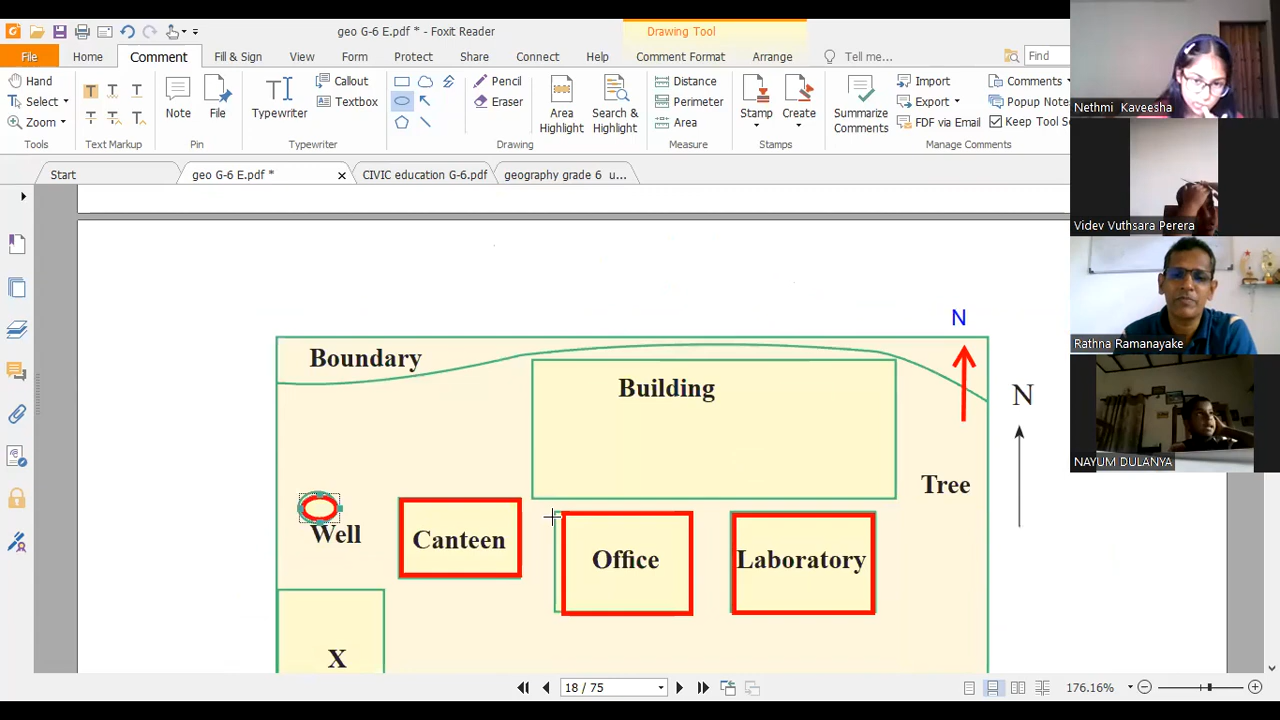 geo G-6 E.pdf * - Foxit Reader
Drawing Tool
File Home Comment Fill & Sign View Form Protect Share Connect Help Comment Format Arrange Tell me... Find
Hand
Select
Zoom
Tools
Text Markup
Note
File
Pin
Typewriter
Callout
Textbox
Typewriter
Pencil
Eraser
Area Highlight
Search & Highlight
Drawing
Distance
Perimeter
Area
Measure
Stamp
Create
Stamps
Summarize Comments
Import
Export
FDF via Email
Comments
Popup Note
Keep Tool Se
Manage Comments
Start
geo G-6 E.pdf *
CIVIC education G-6.pdf
geography grade 6 u...
Nethmi Kaveesha
Videv Vuthsara Perera
Rathna Ramanayake
NAYUM DULANYA
N
Boundary
Building
N
Tree
Well
Canteen
Office
Laboratory
X
18 / 75
176.16%